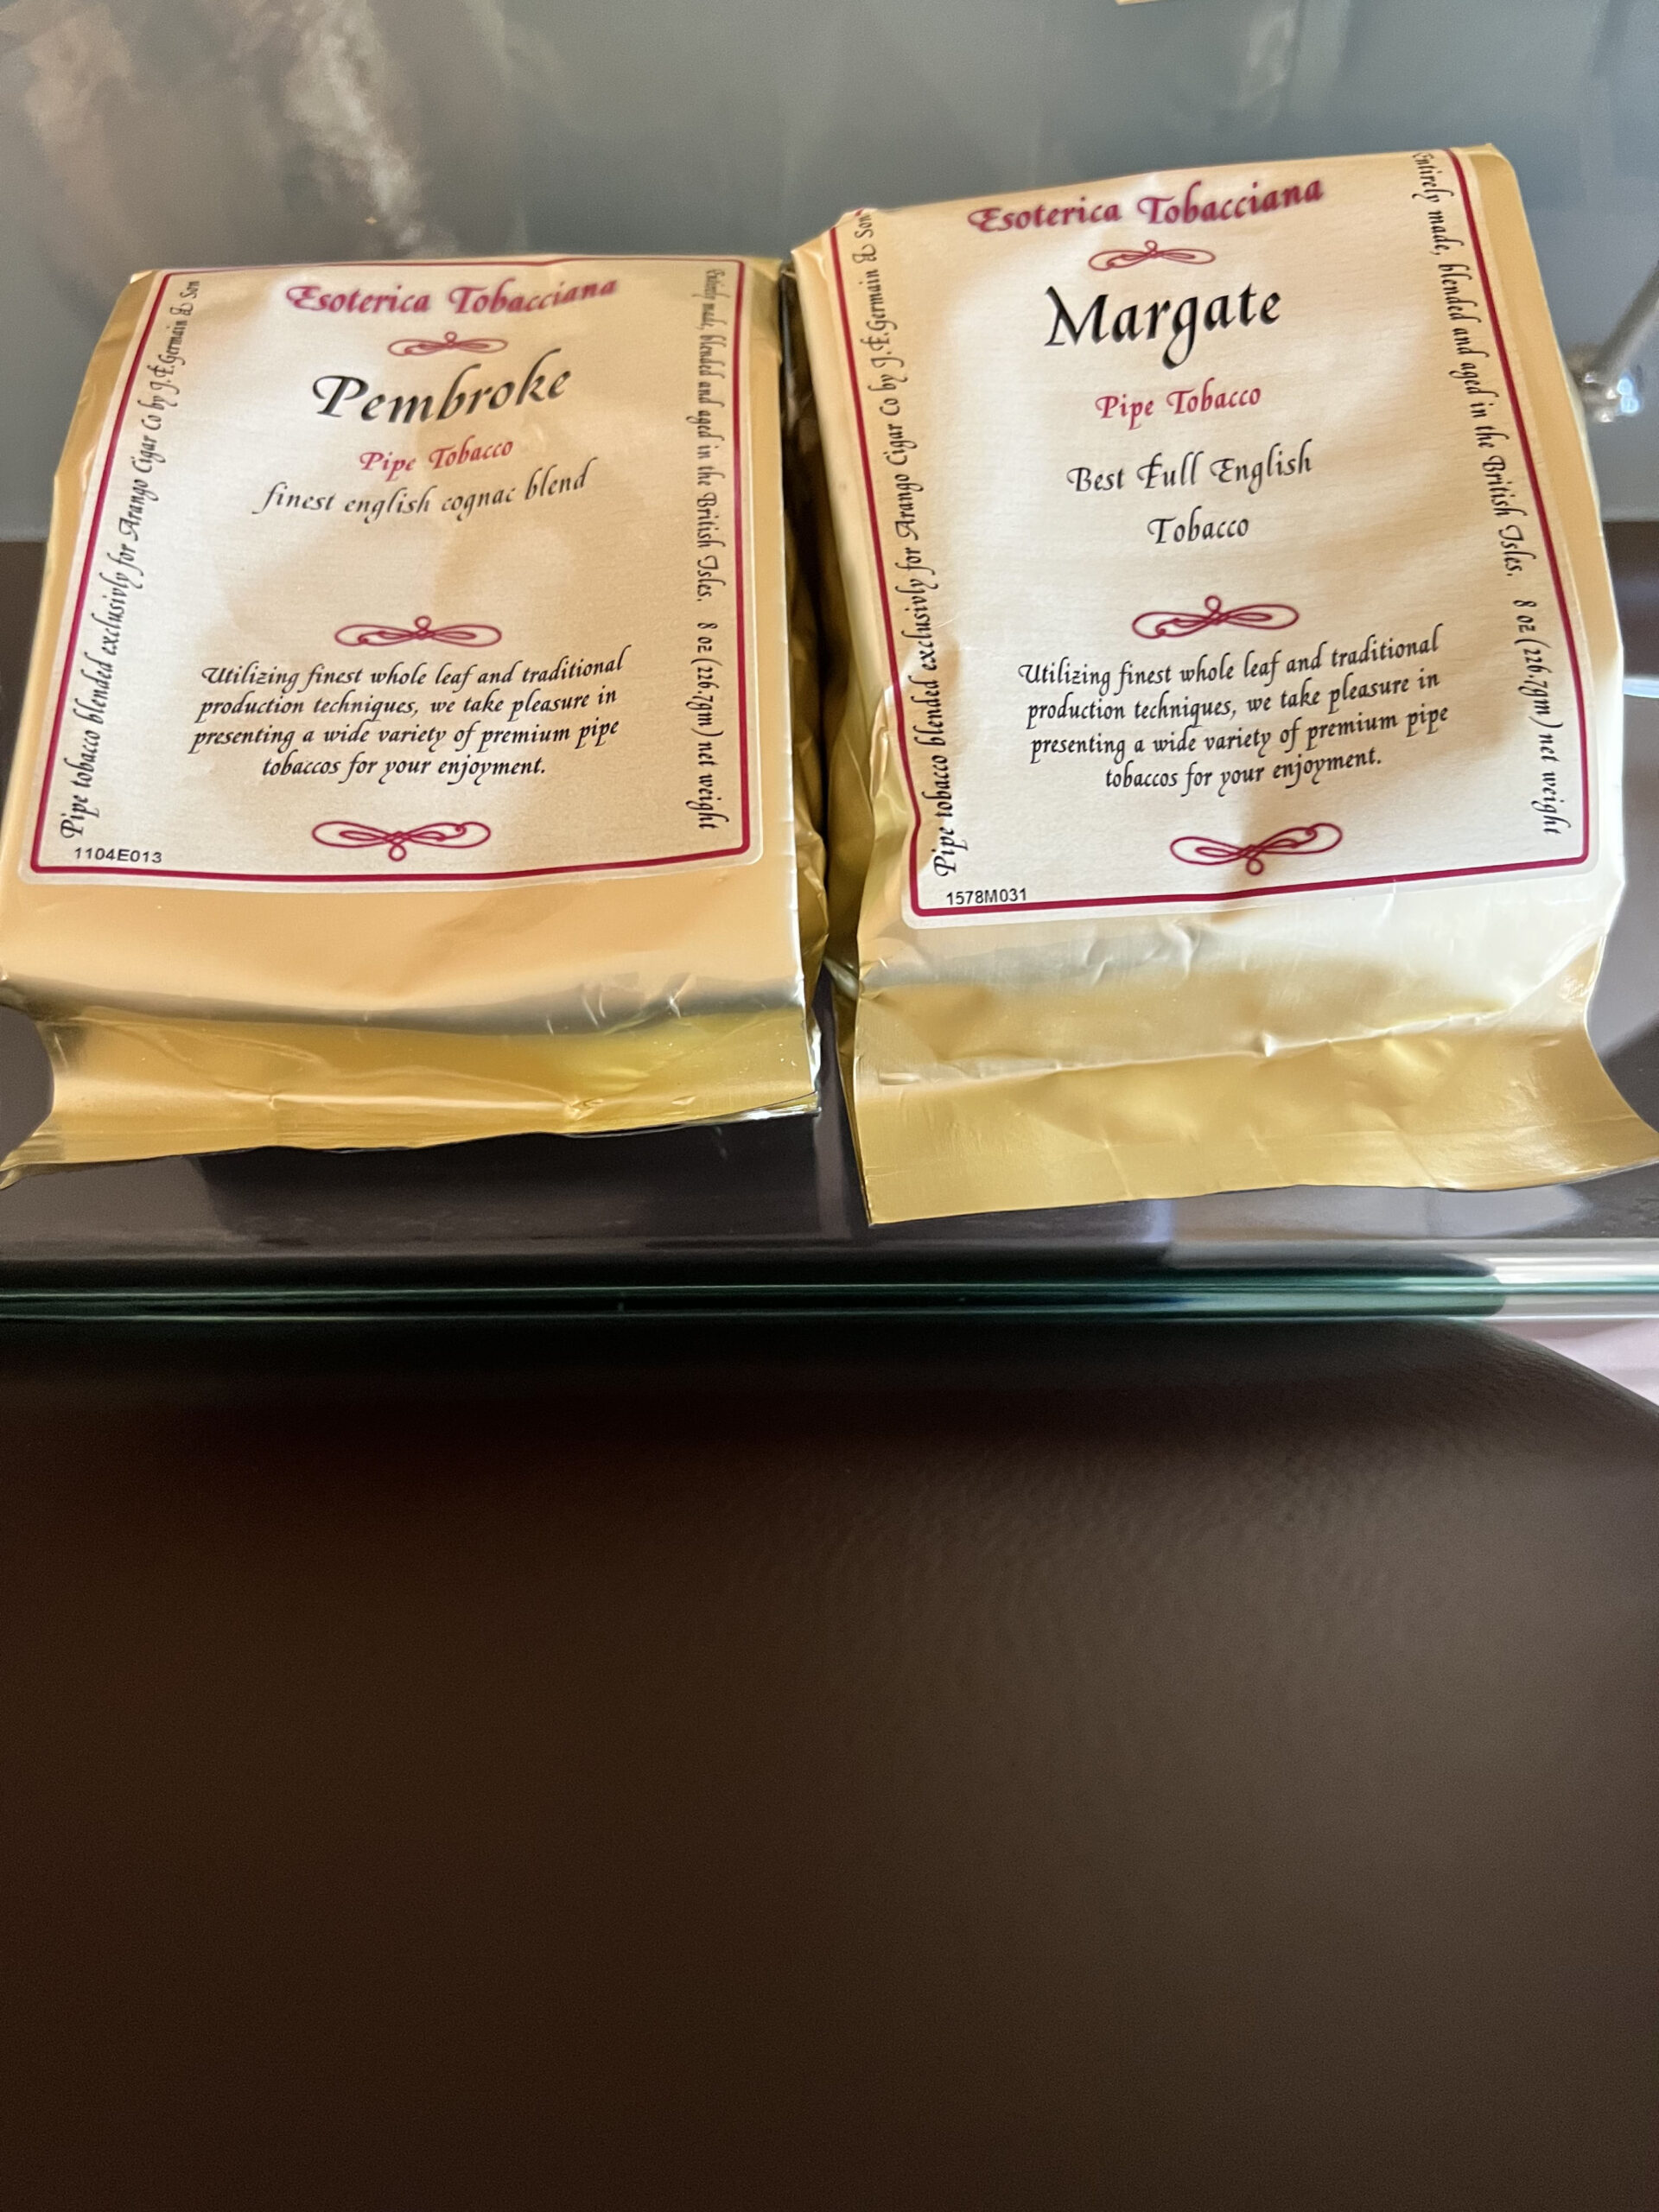 Esoterica Tobacciana
Pembroke
Pipe Tobacco
finest english cognac blend
Utilizing finest whole leaf and traditional
production techniques, we take pleasure in
presenting a wide variety of premium pipe
tobaccos for your enjoyment.
Pipe tobacco blended exclusivly for Arango Cigar Co by J.F.Germain & Son
Entirely made, blended and aged in the British Isles. 8 oz (226.7gm) net weight
1104E013
Esoterica Tobacciana
Margate
Pipe Tobacco
Best Full English
Tobacco
Utilizing finest whole leaf and traditional
production techniques, we take pleasure in
presenting a wide variety of premium pipe
tobaccos for your enjoyment.
Pipe tobacco blended exclusivly for Arango Cigar Co by J.F.Germain & Son
Entirely made, blended and aged in the British Isles. 8 oz (226.7gm) net weight
1578M031